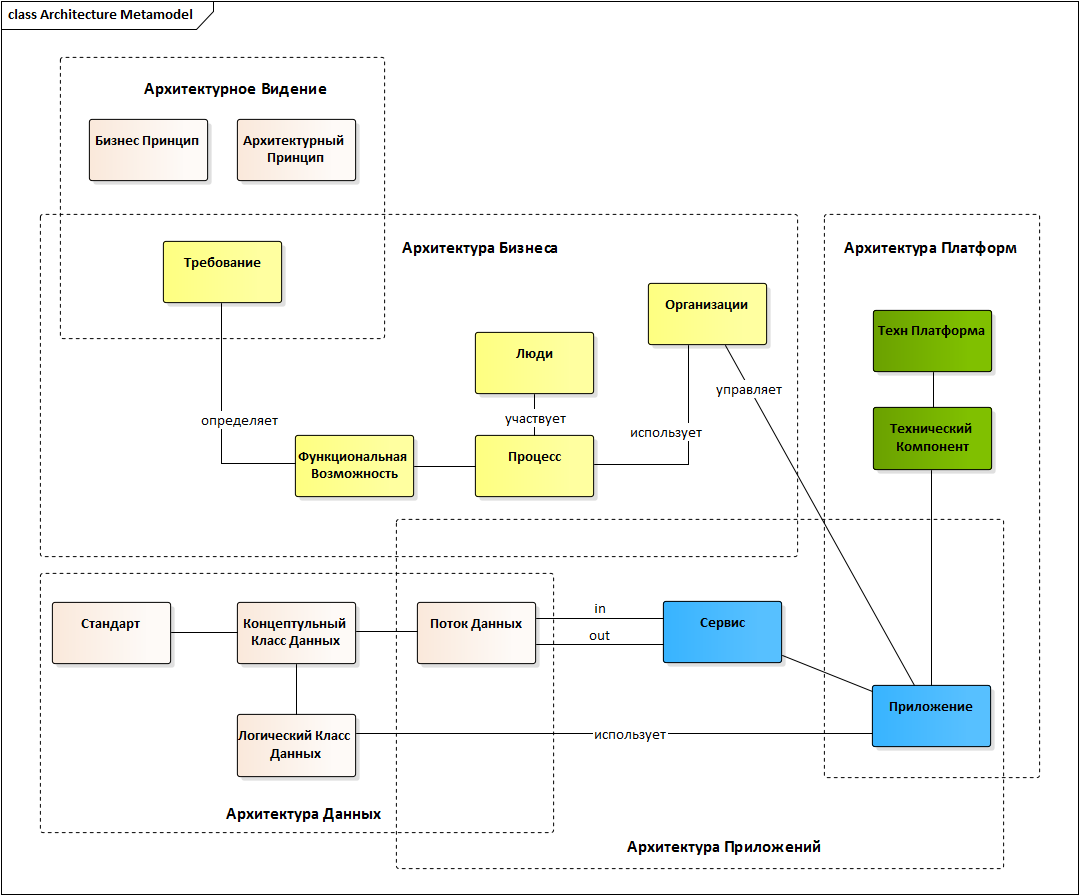 class Architecture Metamodel
Архитектурное Видение
Бизнес Принцип
Архитектурный
Принцип
Архитектура Бизнеса
Архитектура Платформ
Требование
Организации
Техн Платформа
Люди
управляет
определяет
участвует
использует
Технический
Компонент
Функциональная
Возможность
Процесс
Стандарт
Концептульный
Класс Данных
Поток Данных
in
out
Сервис
Приложение
Логический Класс
Данных
использует
Архитектура Данных
Архитектура Приложений